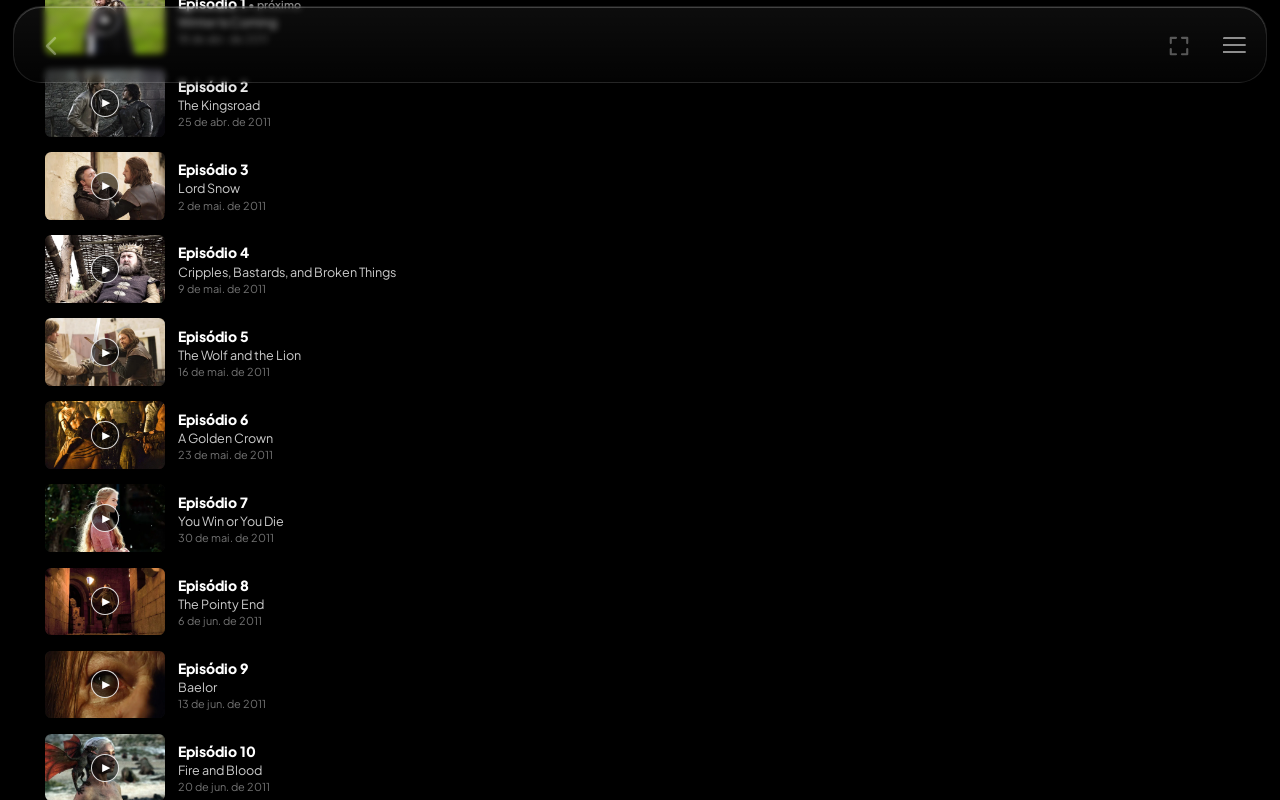 Episódio 1 • próximo
Winter Is Coming
Episódio 2
The Kingsroad
25 de abr. de 2011
Episódio 3
Lord Snow
2 de mai. de 2011
Episódio 4
Cripples, Bastards, and Broken Things
9 de mai. de 2011
Episódio 5
The Wolf and the Lion
16 de mai. de 2011
Episódio 6
A Golden Crown
23 de mai. de 2011
Episódio 7
You Win or You Die
30 de mai. de 2011
Episódio 8
The Pointy End
6 de jun. de 2011
Episódio 9
Baelor
13 de jun. de 2011
Episódio 10
Fire and Blood
20 de jun. de 2011